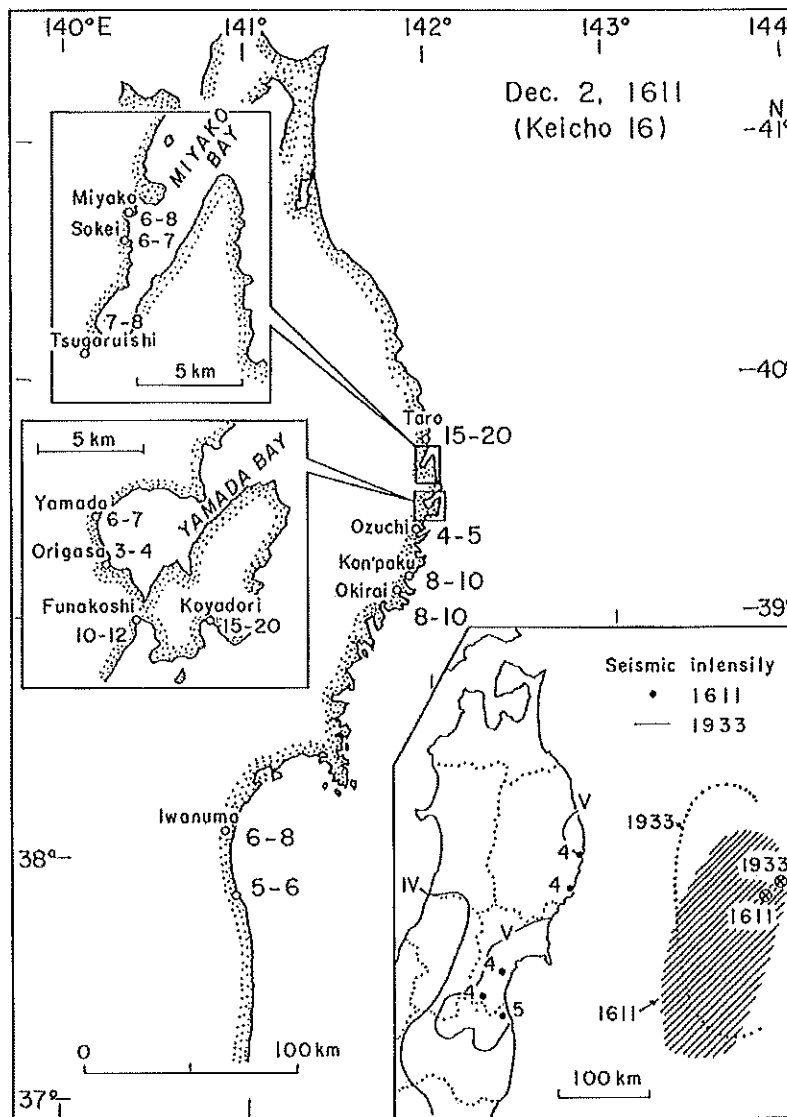 140°E 141° 142° 143° 144
Dec. 2, 1611
(Keicho 16)
N
-41°
MIYAKO
BAY
Miyako
6-8
Sokei
6-7
7-8
Tsugaruishi
5 km
-40
Taro
15-20
5 km
YAMADA BAY
Yamada
6-7
Origasa 3-4
Funakoshi
10-12
Koyadori
15-20
Ozuchi
4-5
Kon'paku
8-10
Okirai
8-10
-39°
Iwanuma
6-8
38°
5-6
0 100 km
37°
Seismic intensity
1611
1933
V
4
4
IV
V
4
4
5
1933
1933
1611
1611
100 km